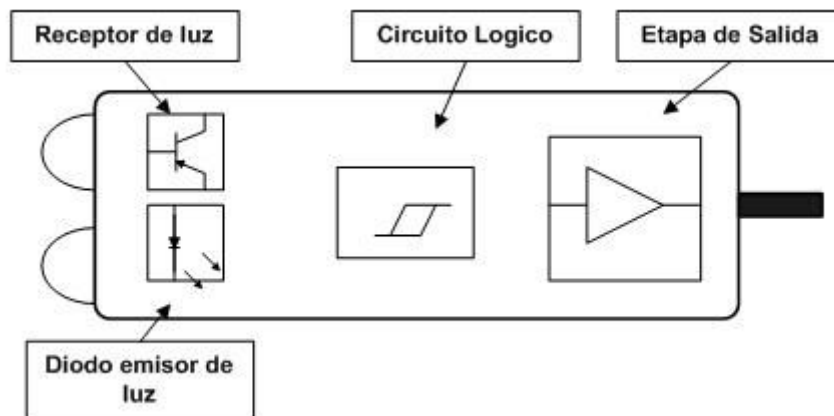 Receptor de luz
Circuito Logico
Etapa de Salida
Diodo emisor de
luz